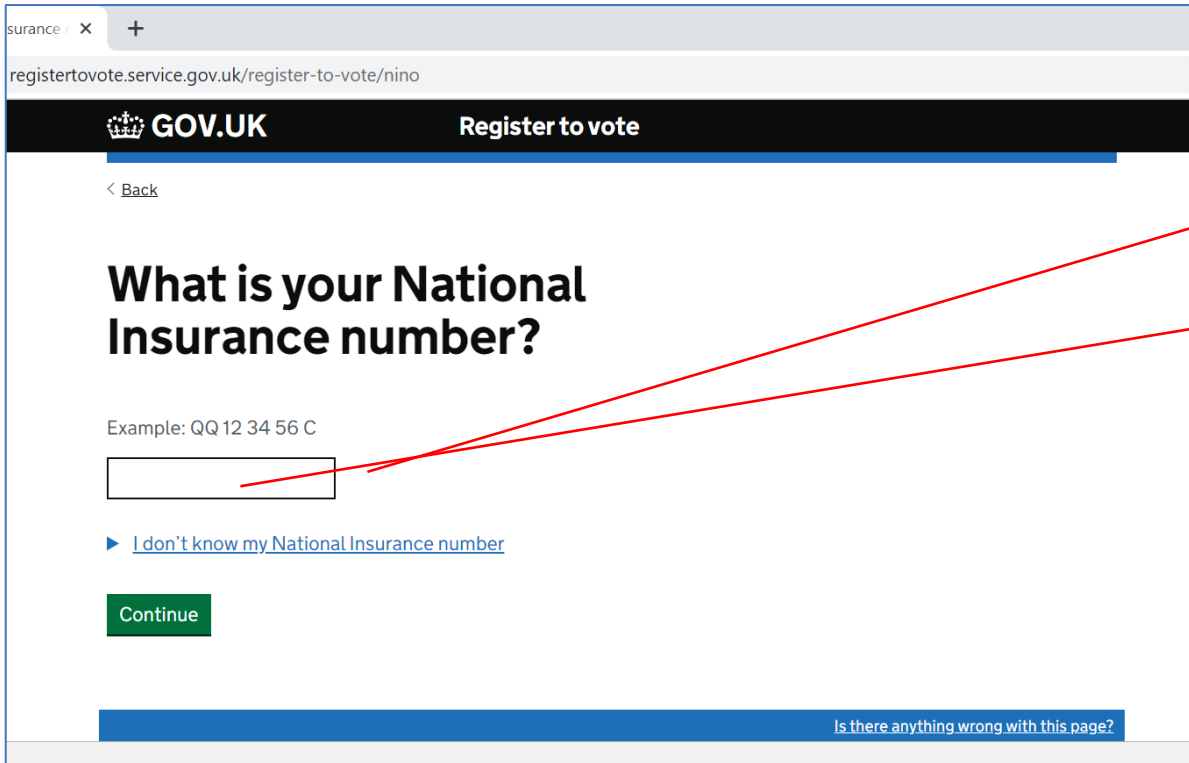 surance
registertovote.service.gov.uk/register-to-vote/nino
GOV.UK Register to vote
Back
What is your National
Insurance number?
Example: QQ 12 34 56 C
I don't know my National Insurance number
Continue
Is there anything wrong with this page?